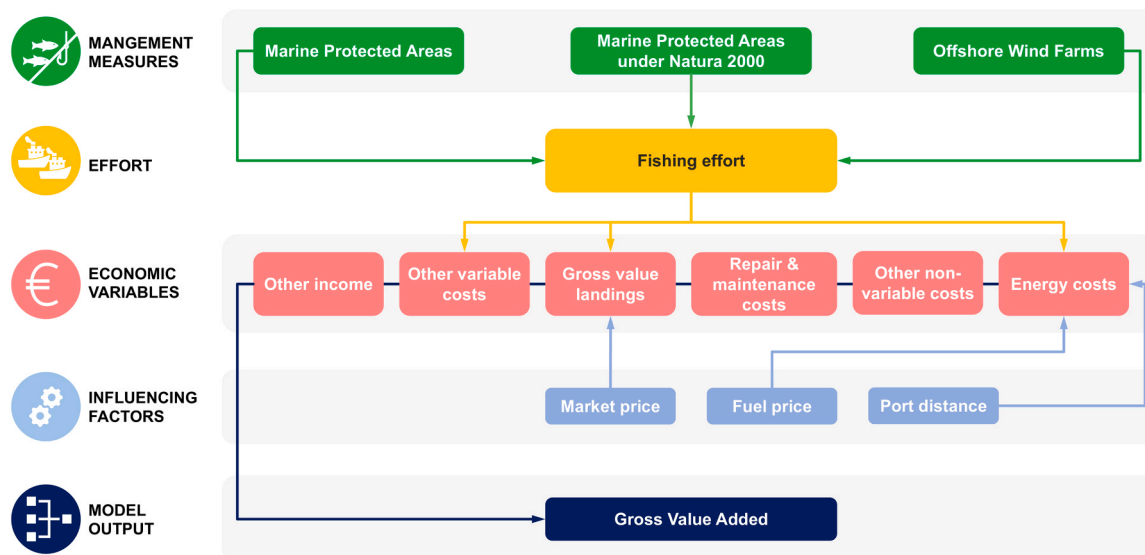 MANGEMENT
MEASURES
Marine Protected Areas
Marine Protected Areas
under Natura 2000
Offshore Wind Farms
EFFORT
Fishing effort
ECONOMIC
VARIABLES
Other income
Other variable
costs
Gross value
landings
Repair &
maintenance
costs
Other non-
variable costs
Energy costs
INFLUENCING
FACTORS
Market price
Fuel price
Port distance
MODEL
OUTPUT
Gross Value Added